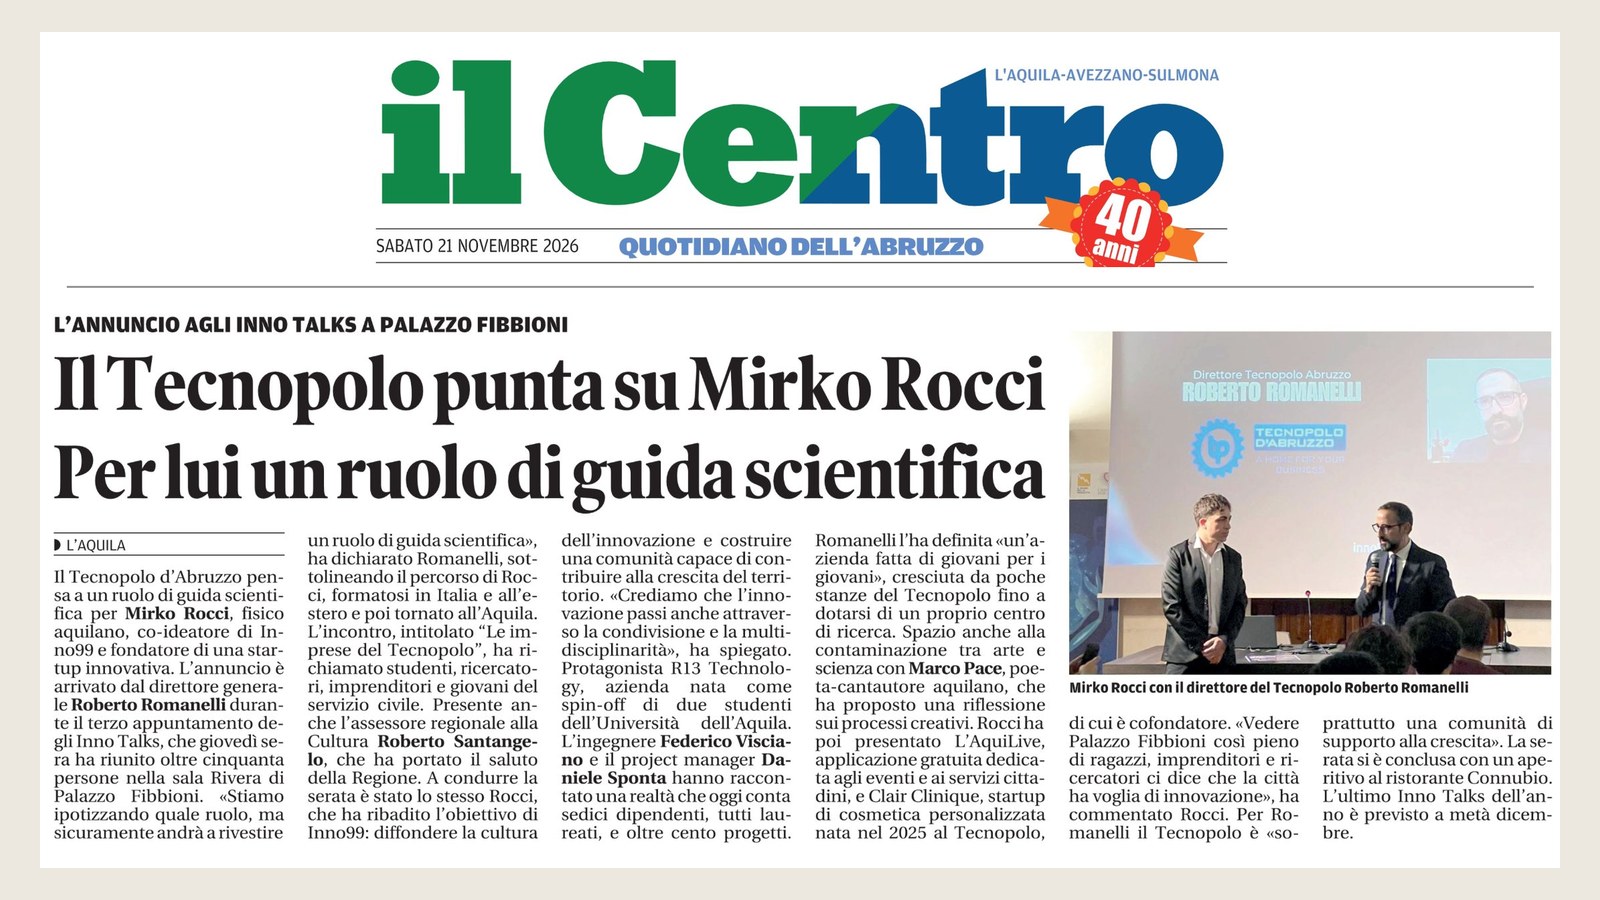 il Centro
L'AQUILA-AVEZZANO-SULMONA
40
anni
SABATO 21 NOVEMBRE 2026
QUOTIDIANO DELL'ABRUZZO
L'ANNUNCIO AGLI INNO TALKS A PALAZZO FIBBIONI
Il Tecnopolo punta su Mirko Rocci
Per lui un ruolo di guida scientifica
L'AQUILA
Il Tecnopolo d'Abruzzo pen-
sa a un ruolo di guida scienti-
fica per Mirko Rocci, fisico
aquilano, co-ideatore di In-
no99 e fondatore di una star-
tup innovativa. L'annuncio è
arrivato dal direttore genera-
le Roberto Romanelli duran-
te il terzo appuntamento de-
gli Inno Talks, che giovedì se-
ra ha riunito oltre cinquanta
persone nella sala Rivera di
Palazzo Fibbioni. «Stiamo
ipotizzando quale ruolo, ma
sicuramente andrà a rivestire
un ruolo di guida scientifica»,
ha dichiarato Romanelli, sot-
tolineando il percorso di Roc-
ci, formatosi in Italia e all'e-
stero e poi tornato all'Aquila.
L'incontro, intitolato "Le im-
prese del Tecnopolo", ha ri-
chiamato studenti, ricercato-
ri, imprenditori e giovani del
servizio civile. Presente an-
che l'assessore regionale alla
Cultura Roberto Santange-
lo, che ha portato il saluto
della Regione. A condurre la
serata è stato lo stesso Rocci,
che ha ribadito l'obiettivo di
Inno99: diffondere la cultura
dell'innovazione e costruire
una comunità capace di con-
tribuire alla crescita del terri-
torio. «Crediamo che l'inno-
vazione passi anche attraver-
so la condivisione e la multi-
disciplinarità», ha spiegato.
Protagonista R13 Technolo-
gy, azienda nata come
spin-off di due studenti
dell'Università dell'Aquila.
L'ingegnere Federico Viscia-
no e il project manager Da-
niele Sponta hanno raccon-
tato una realtà che oggi conta
sedici dipendenti, tutti lau-
reati, e oltre cento progetti.
Romanelli l'ha definita «un'a-
zienda fatta di giovani per i
giovani», cresciuta da poche
stanze del Tecnopolo fino a
dotarsi di un proprio centro
di ricerca. Spazio anche alla
contaminazione tra arte e
scienza con Marco Pace, poe-
ta-cantautore aquilano, che
ha proposto una riflessione
sui processi creativi. Rocci ha
poi presentato L'AquiLive,
applicazione gratuita dedica-
ta agli eventi e ai servizi citta-
dini, e Clair Clinique, startup
di cosmetica personalizzata
nata nel 2025 al Tecnopolo,
Direttore Tecnopolo Abruzzo
ROBERTO ROMANELLI
TECNOPOLO
D'ABRUZZO
Mirko Rocci con il direttore del Tecnopolo Roberto Romanelli
di cui è cofondatore. «Vedere
Palazzo Fibbioni così pieno
di ragazzi, imprenditori e ri-
cercatori ci dice che la città
ha voglia di innovazione», ha
commentato Rocci. Per Ro-
manelli il Tecnopolo è «so-
prattutto una comunità di
supporto alla crescita». La se-
rata si è conclusa con un ape-
ritivo al ristorante Connubio.
L'ultimo Inno Talks dell'an-
no è previsto a metà dicem-
bre.